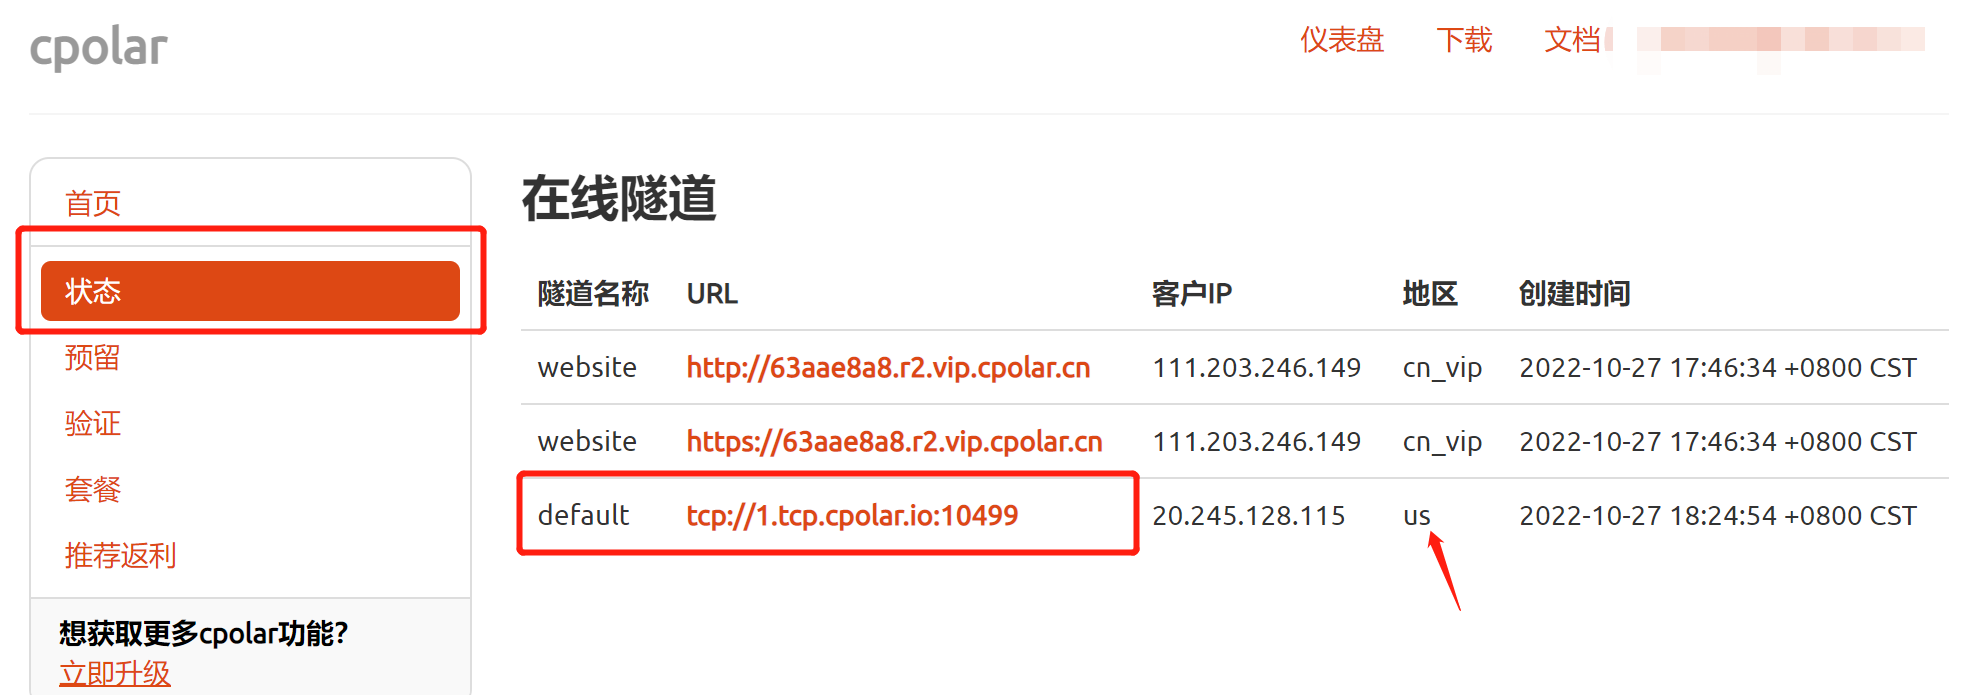 cpolar
仪表盘 下载 文档
首页
状态
预留
验证
套餐
推荐返利
想获取更多cpolar功能?
立即升级
在线隧道
隧道名称 URL 客户IP 地区 创建时间
website http://63aae8a8.r2.vip.cpolar.cn 111.203.246.149 cn_vip 2022-10-27 17:46:34 +0800 CST
website https://63aae8a8.r2.vip.cpolar.cn 111.203.246.149 cn_vip 2022-10-27 17:46:34 +0800 CST
default tcp://1.tcp.cpolar.io:10499 20.245.128.115 us 2022-10-27 18:24:54 +0800 CST